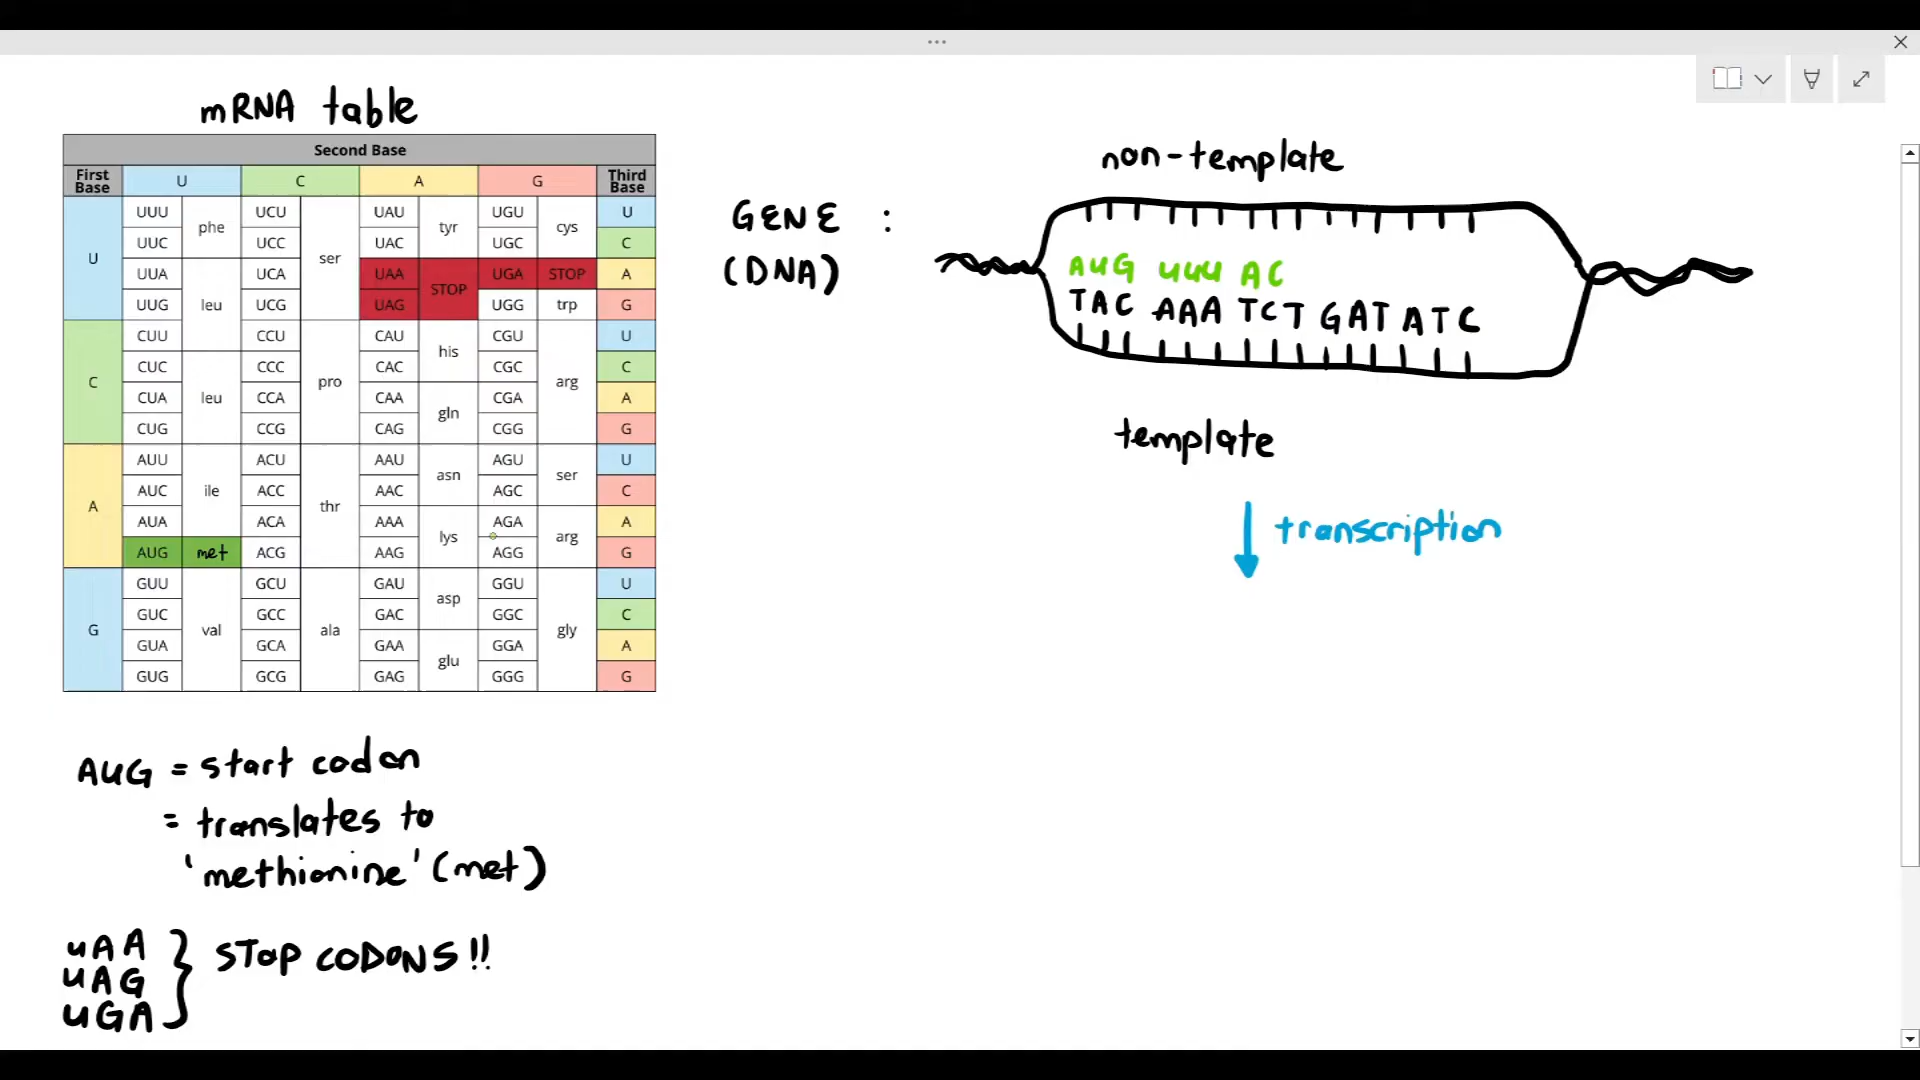 mRNA table
Second Base
First Base U C A G Third Base
U
UUU phe UCU ser UAU tyr UGU cys U
UUC UCC UAC UGC C
UUA leu UCA UAA STOP UGA STOP A
UUG UCG UAG UGG trp G
C
CUU leu CCU pro CAU his CGU arg U
CUC CCC CAC CGC C
CUA CCA CAA gln CGA A
CUG CCG CAG CGG G
A
AUU ile ACU thr AAU asn AGU ser U
AUC ACC AAC AGC C
AUA ACA AAA lys AGA arg A
AUG met ACG AAG AGG G
G
GUU val GCU ala GAU asp GGU gly U
GUC GCC GAC GGC C
GUA GCA GAA glu GGA A
GUG GCG GAG GGG G
AUG = start codon
= translates to
'methionine' (met)
UAA
UAG
UGA
} STOP CODONS!!
non-template
GENE :
(DNA)
AUG UUU AC
TAC AAA TCT GAT ATC
template
↓ transcription